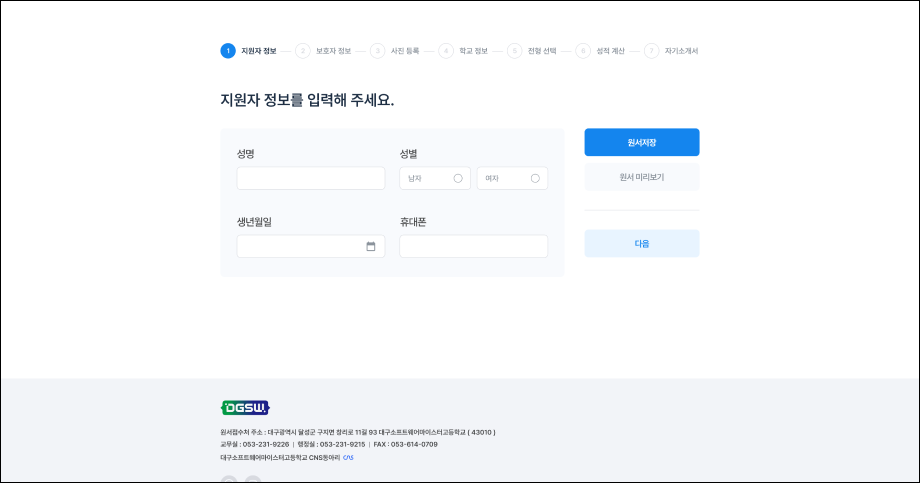 1 지원자 정보 2 보호자 정보 3 사진 등록 4 학교 정보 5 전형 선택 6 성적 계산 7 자기소개서
지원자 정보를 입력해 주세요.
성명
성별
남자
여자
생년월일
휴대폰
원서저장
원서 미리보기
다음
DGSW
원서접수처 주소 : 대구광역시 달성군 구지면 창리로 11길 93 대구소프트웨어마이스터고등학교 ( 43010 )
교무실 : 053-231-9226 | 행정실 : 053-231-9215 | FAX : 053-614-0709
대구소프트웨어마이스터고등학교 CNS동아리 CNS